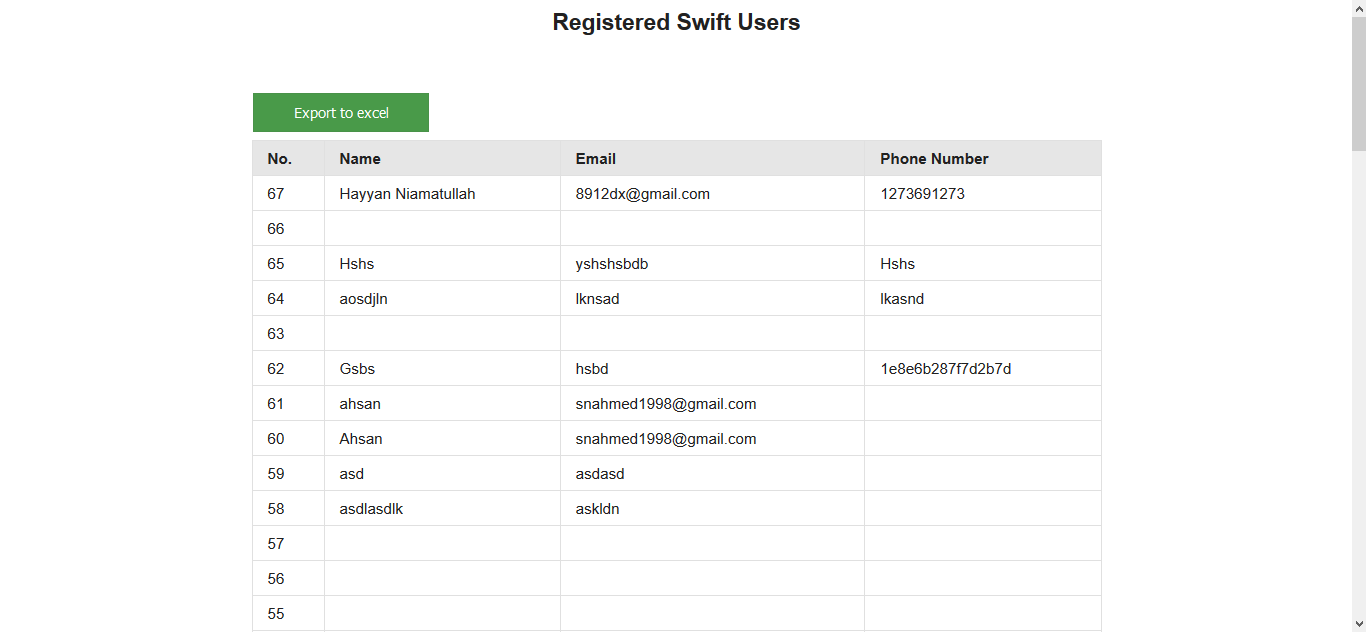 Registered Swift Users
Export to excel
No. Name Email Phone Number
67 Hayyan Niamatullah 8912dx@gmail.com 1273691273
66
65 Hshs yshshsbdb Hshs
64 aosdjln lknsad lkasnd
63
62 Gsbs hsbd 1e8e6b287f7d2b7d
61 ahsan snahmed1998@gmail.com
60 Ahsan snahmed1998@gmail.com
59 asd asdasd
58 asdlasdlk askldn
57
56
55